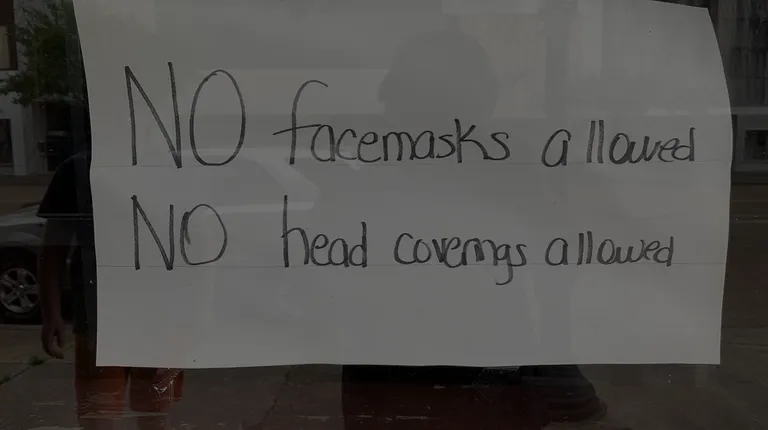 NO facemasks allowed
NO head coverings allowed